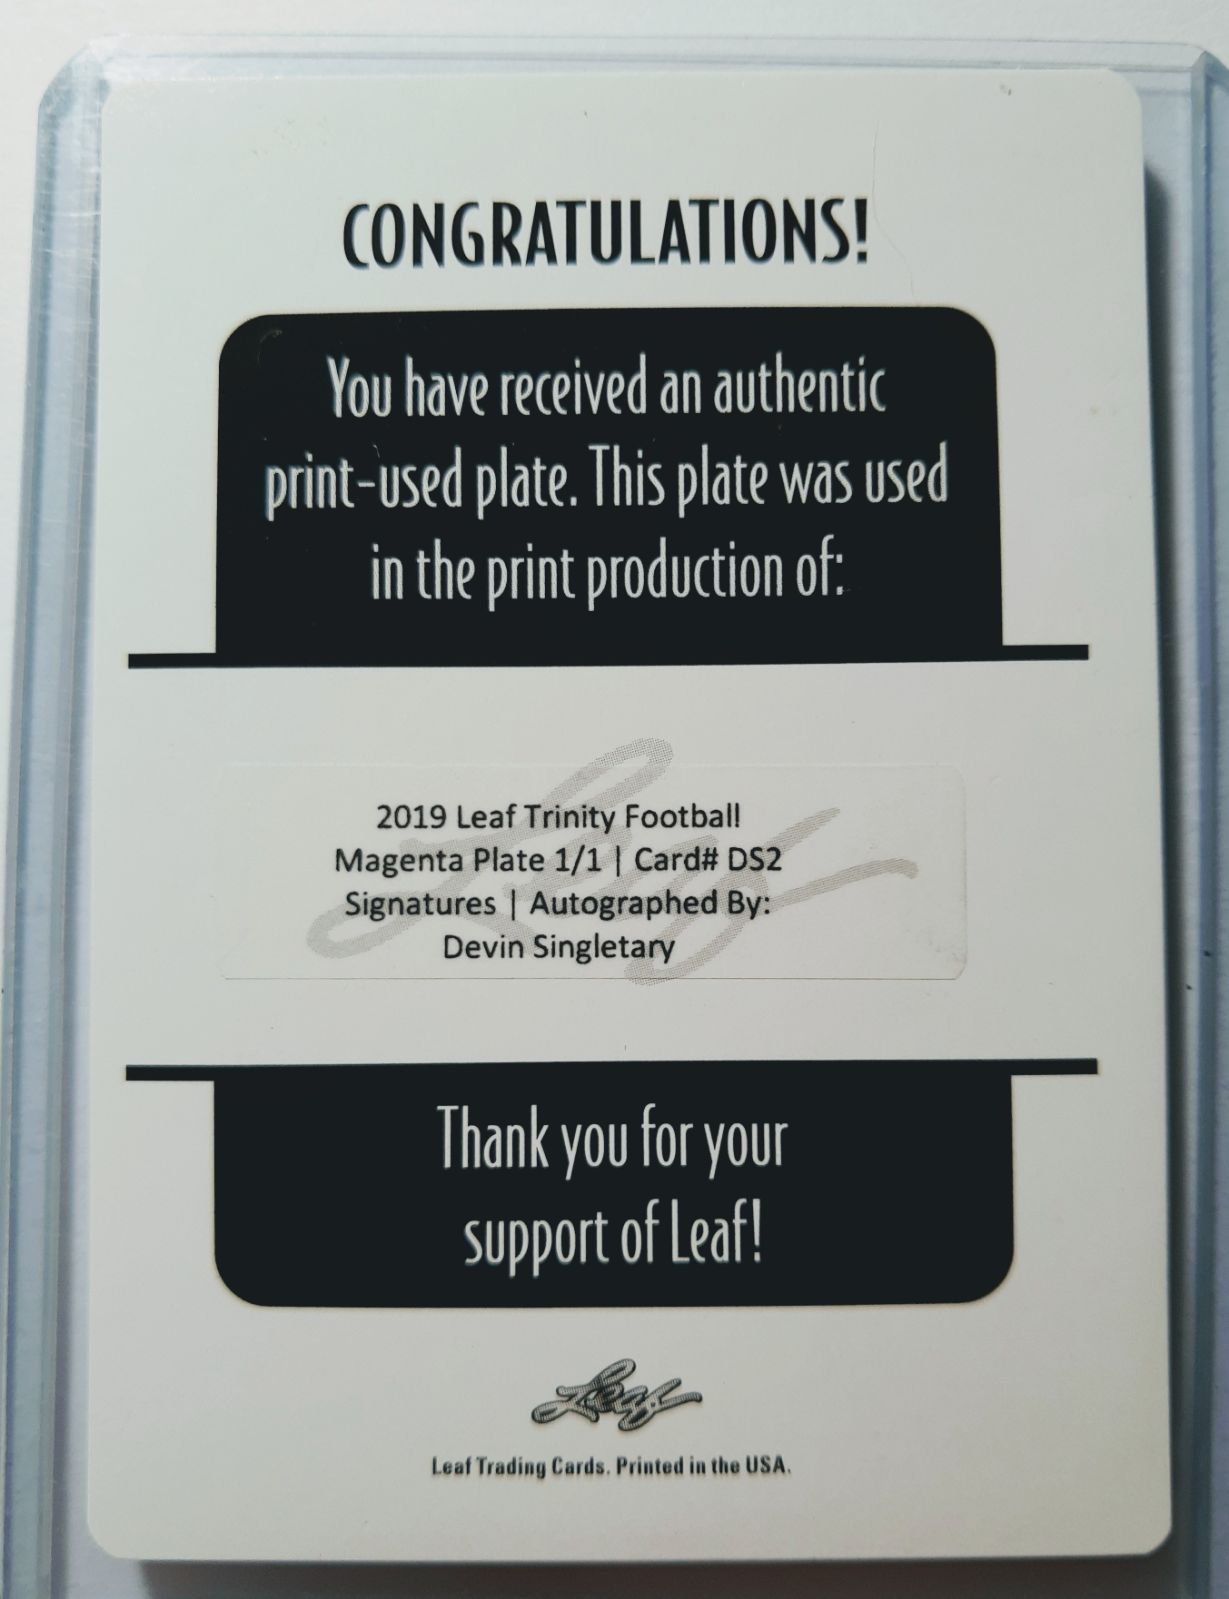 CONGRATULATIONS!
You have received an authentic
print-used plate. This plate was used
in the print production of:
2019 Leaf Trinity Football
Magenta Plate 1/1 | Card# DS2
Signatures | Autographed By:
Devin Singletary
Thank you for your
support of Leaf!
Leaf
Leaf Trading Cards. Printed in the USA.